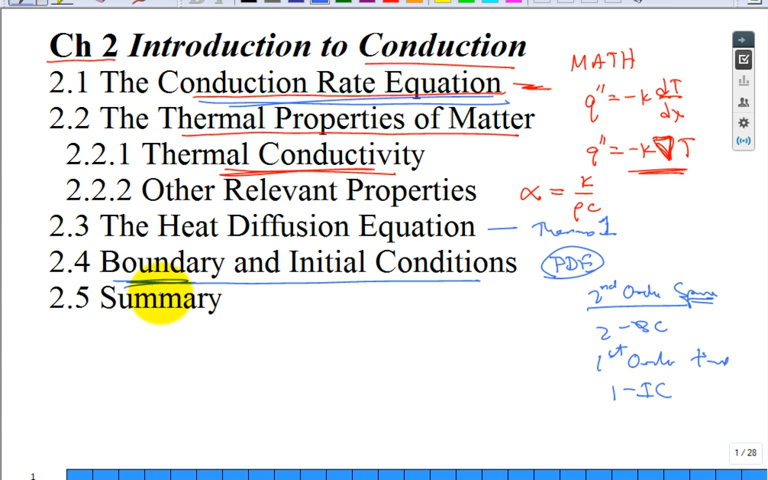 Ch 2 Introduction to Conduction
2.1 The Conduction Rate Equation
2.2 The Thermal Properties of Matter
2.2.1 Thermal Conductivity
2.2.2 Other Relevant Properties
2.3 The Heat Diffusion Equation
2.4 Boundary and Initial Conditions
2.5 Summary
MATH
q" = -k dT/dx
q" = -k∇T
α = k/ρc
Thermo 1
PDE
2nd Order Space
2-BC
1st Order time
1-IC
1 / 28
1